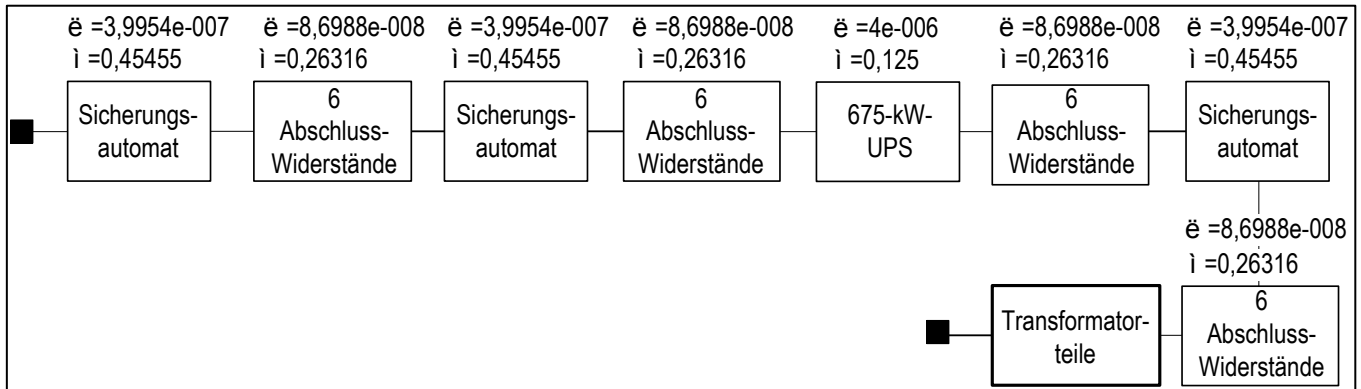 ë =3,9954e-007 ë =8,6988e-008 ë =3,9954e-007 ë =8,6988e-008 ë =4e-006 ë =8,6988e-008 ë =3,9954e-007
ì =0,45455 ì =0,26316 ì =0,45455 ì =0,26316 ì =0,125 ì =0,26316 ì =0,45455
Sicherungs-
automat
6
Abschluss-
Widerstände
Sicherungs-
automat
6
Abschluss-
Widerstände
675-kW-
UPS
6
Abschluss-
Widerstände
Sicherungs-
automat
ë =8,6988e-008
ì =0,26316
Transformator-
teile
6
Abschluss-
Widerstände